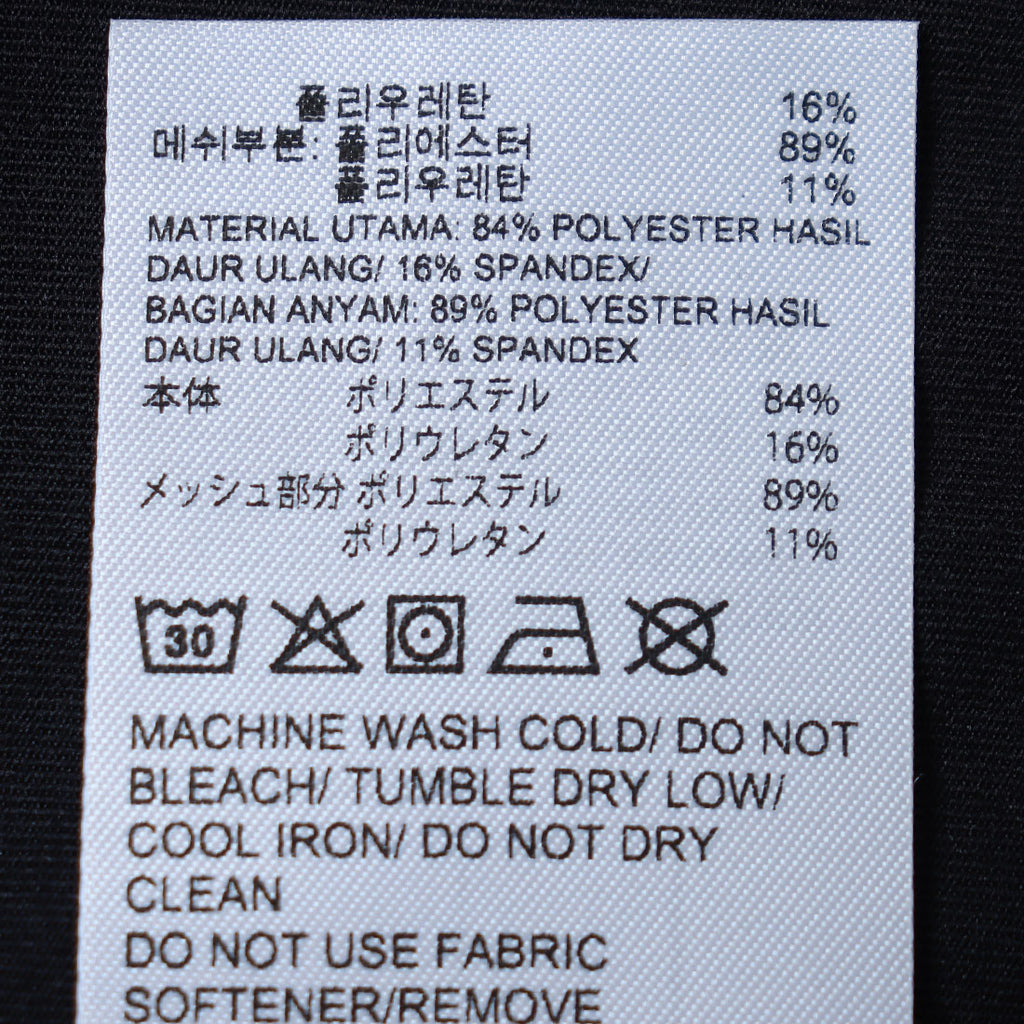 폴리우레탄 16%
메쉬부분: 폴리에스터 89%
폴리우레탄 11%
MATERIAL UTAMA: 84% POLYESTER HASIL
DAUR ULANG/ 16% SPANDEX/
BAGIAN ANYAM: 89% POLYESTER HASIL
DAUR ULANG/ 11% SPANDEX
本体 ポリエステル 84%
ポリウレタン 16%
メッシュ部分 ポリエステル 89%
ポリウレタン 11%
30
MACHINE WASH COLD/ DO NOT
BLEACH/ TUMBLE DRY LOW/
COOL IRON/ DO NOT DRY
CLEAN
DO NOT USE FABRIC
SOFTENER/REMOVE